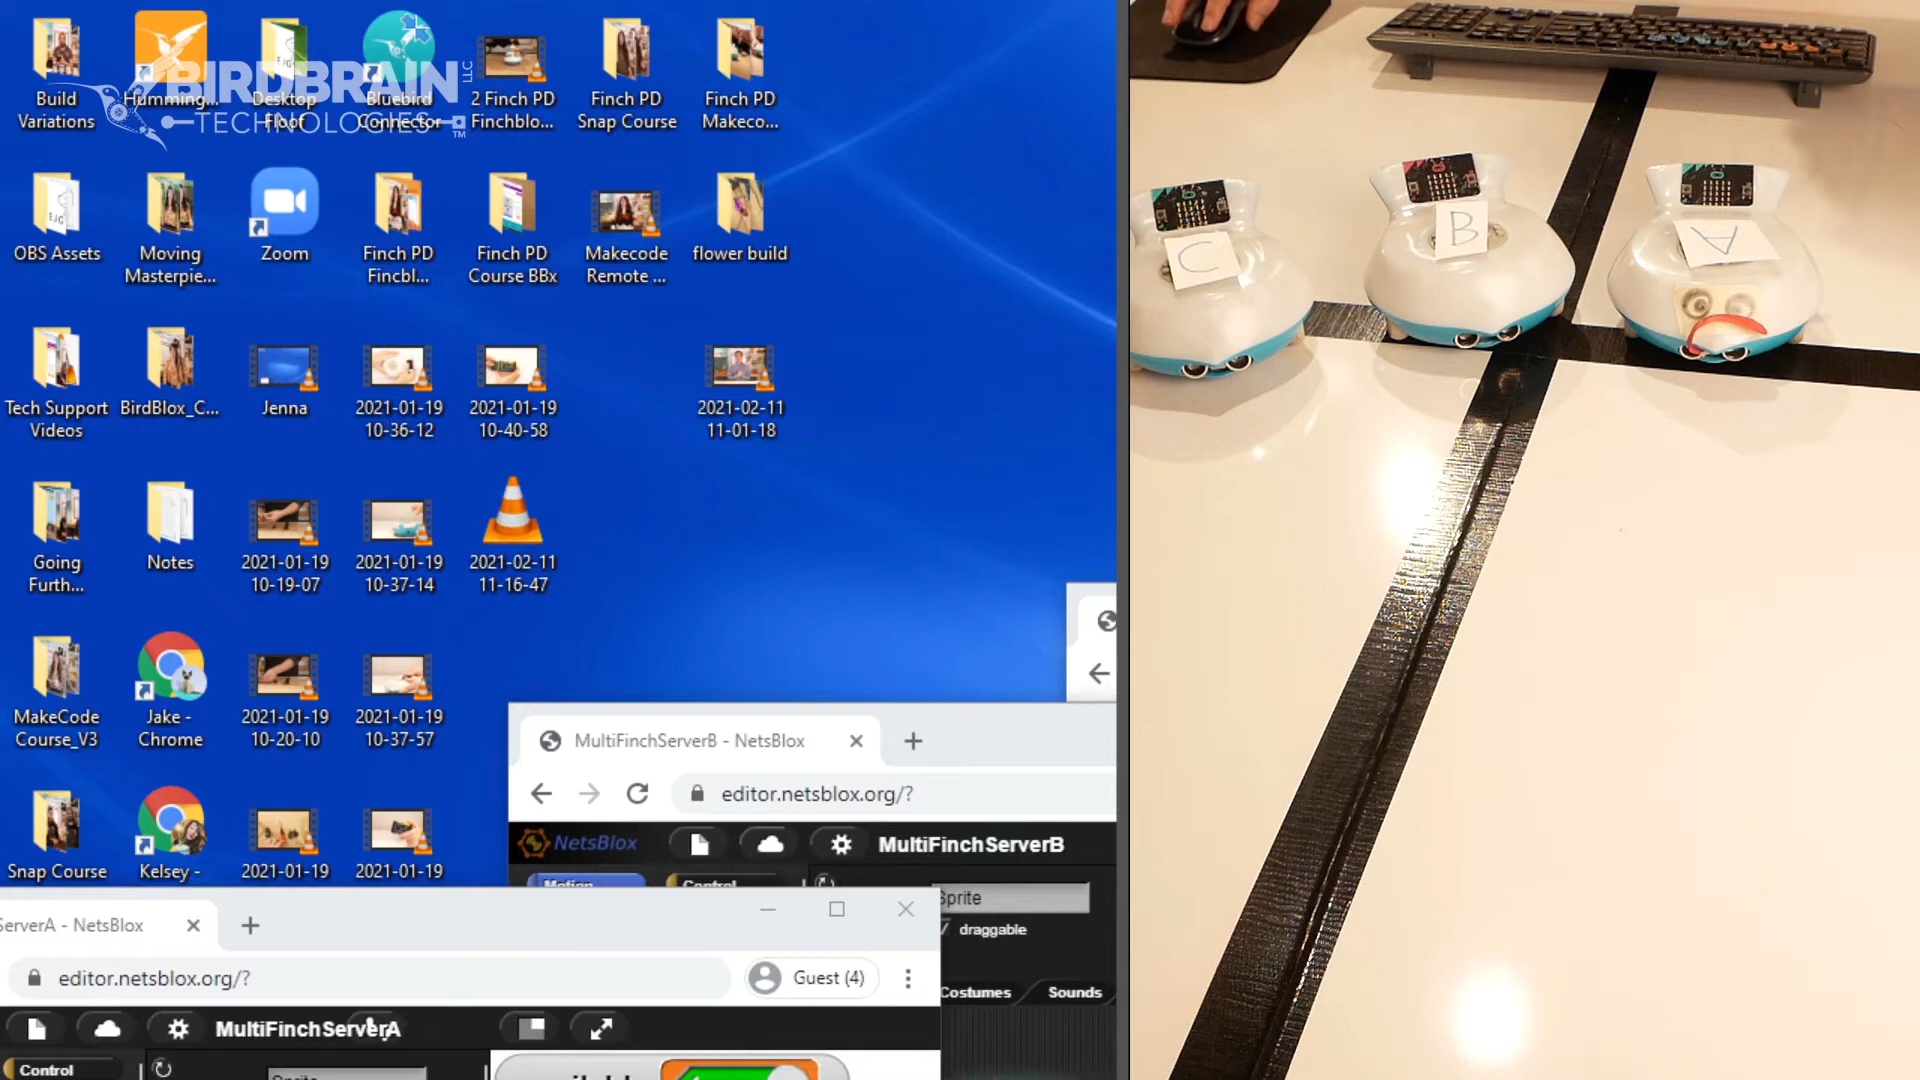 BIRDBRAIN LLC
TECHNOLOGIES TM
Build
Variations
Humming...
Desktop
Floof
Bluebird
Connector
2 Finch PD
Finchblo...
Finch PD
Snap Course
Finch PD
Makeco...
OBS Assets
Moving
Masterpie...
Zoom
Finch PD
Fincbl...
Finch PD
Course BBx
Makecode
Remote ...
flower build
Tech Support
Videos
BirdBlox_C...
Jenna
2021-01-19
10-36-12
2021-01-19
10-40-58
2021-02-11
11-01-18
Going
Furth...
Notes
2021-01-19
10-19-07
2021-01-19
10-37-14
2021-02-11
11-16-47
MakeCode
Course_V3
Jake -
Chrome
2021-01-19
10-20-10
2021-01-19
10-37-57
Snap Course
Kelsey -
2021-01-19
2021-01-19
MultiFinchServerB - NetsBlox
editor.netsblox.org/?
NetsBlox
MultiFinchServerB
Motion
Control
Sprite
draggable
Costumes
Sounds
ServerA - NetsBlox
editor.netsblox.org/?
Guest (4)
MultiFinchServerA
Control
C
B
A